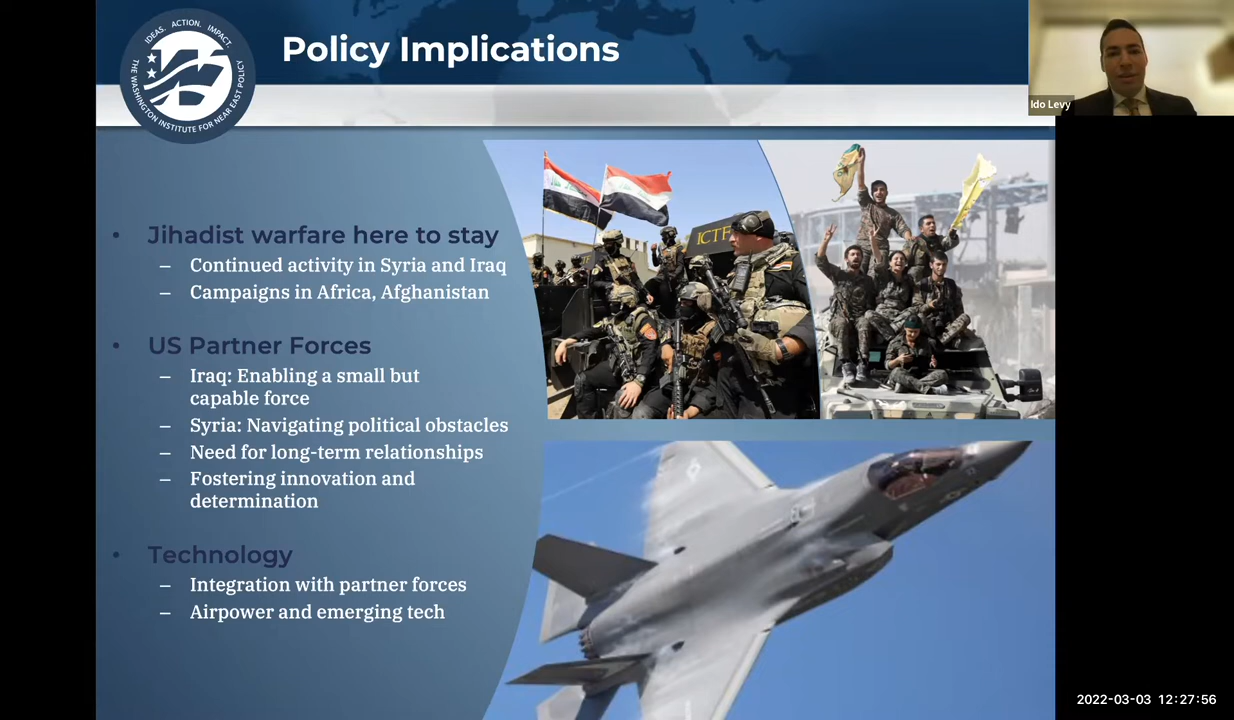 IDEAS. ACTION. IMPACT.
THE WASHINGTON INSTITUTE FOR NEAR EAST POLICY
Policy Implications
Ido Levy
ICTF
• Jihadist warfare here to stay
– Continued activity in Syria and Iraq
– Campaigns in Africa, Afghanistan
• US Partner Forces
– Iraq: Enabling a small but
capable force
– Syria: Navigating political obstacles
– Need for long-term relationships
– Fostering innovation and
determination
• Technology
– Integration with partner forces
– Airpower and emerging tech
2022-03-03 12:27:56